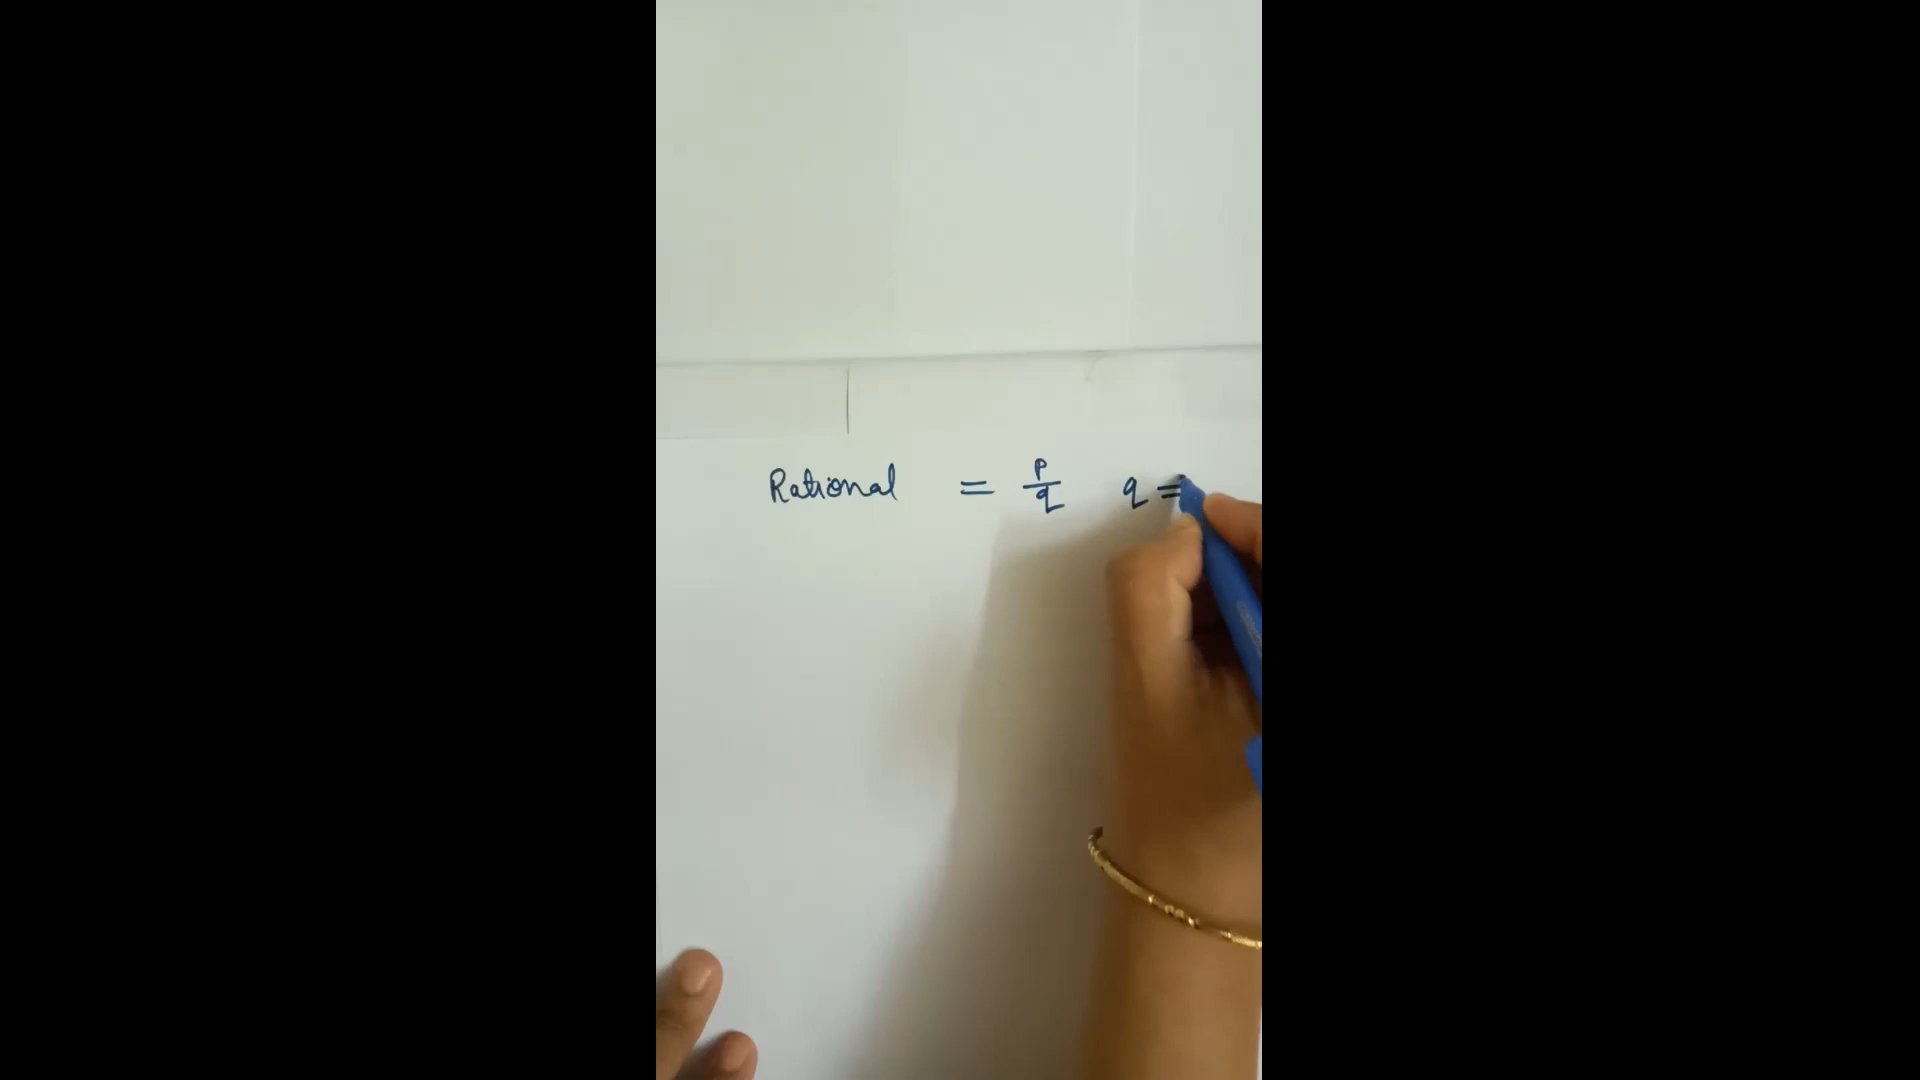 Rational = p/q q =